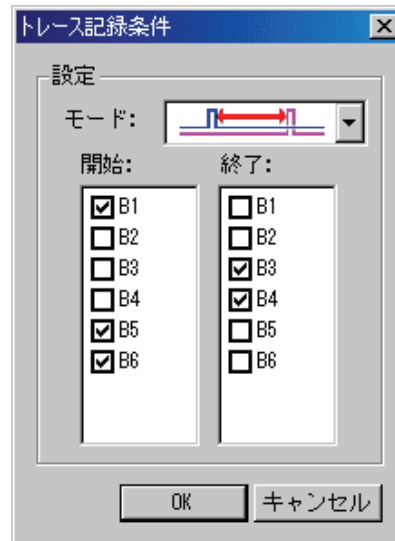 トレース記録条件
設定
モード:
開始: 終了:
B1 B1
B2 B2
B3 B3
B4 B4
B5 B5
B6 B6
OK キャンセル